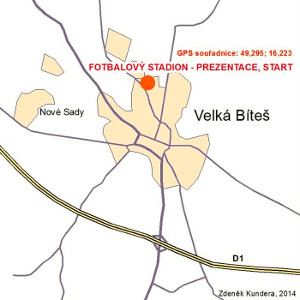 GPS souřadnice: 49,295; 16,223
FOTBALOVÝ STADION - PREZENTACE, START
Nové Sady
Velká Bíteš
D1
Zdeněk Kundera, 2014